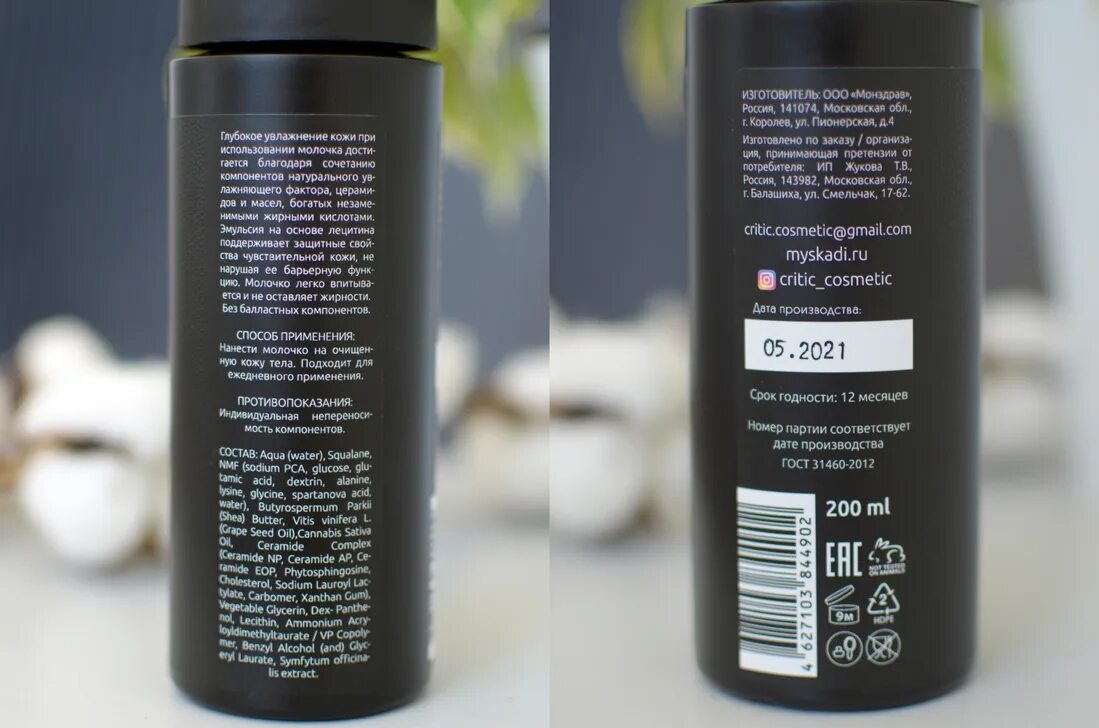 Глубокое увлажнение кожи при
использовании молочка дости-
гается благодаря сочетанию
компонентов натурального ув-
лажняющего фактора, церами-
дов и масел, богатых незаме-
нимыми жирными кислотами.
Эмульсия на основе лецитина
поддерживает защитные свой-
ства чувствительной кожи, не
нарушая ее барьерную функ-
цию. Молочко легко впитыва-
ется и не оставляет жирности.
Без балластных компонентов.
СПОСОБ ПРИМЕНЕНИЯ:
Нанести молочко на очищен-
ную кожу тела. Подходит для
ежедневного применения.
ПРОТИВОПОКАЗАНИЯ:
Индивидуальная непереноси-
мость компонентов.
СОСТАВ: Aqua (water), Squalane,
NMF (sodium PCA, glucose, glu-
tamic acid, dextrin, alanine,
lysine, glycine, spartanova acid,
water), Butyrospermum Parkii
(Shea) Butter, Vitis vinifera L.
(Grape Seed Oil),Cannabis Sativa
Oil, Ceramide Complex
(Ceramide NP, Ceramide AP, Ce-
ramide EOP, Phytosphingosine,
Cholesterol, Sodium Lauroyl Lac-
tylate, Carbomer, Xanthan Gum),
Vegetable Glycerin, Dex- Panthe-
nol, Lecithin, Ammonium Acry-
loyldimethyltaurate / VP Copoly-
mer, Benzyl Alcohol (and) Glyc-
eryl Laurate, Symfytum officina-
lis extract.
ИЗГОТОВИТЕЛЬ: ООО «Монздрав»,
Россия, 141074, Московская обл.,
г. Королев, ул. Пионерская, д.4
Изготовлено по заказу / организа-
ция, принимающая претензии от
потребителя: ИП Жукова Т.В.,
Россия, 143982, Московская обл.,
г. Балашиха, ул. Смельчак, 17-62.
critic.cosmetic@gmail.com
myskadi.ru
critic_cosmetic
Дата производства:
05.2021
Срок годности: 12 месяцев
Номер партии соответствует
дате производства
ГОСТ 31460-2012
200 ml
EAC
NOT TESTED
ON ANIMALS
9М
2
HDPE
4 627103 844902